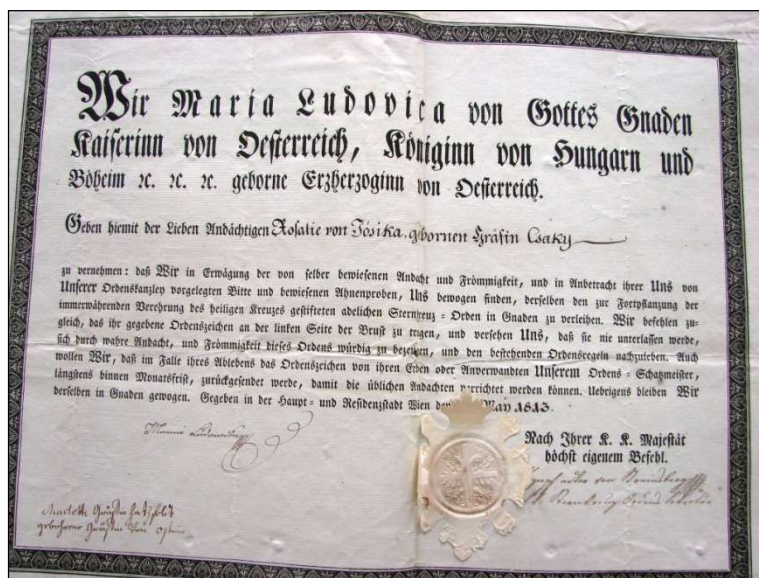 Wir Maria Ludovica von Gottes Gnaden
Kaiserinn von Oesterreich, Königinn von Hungarn und
Böheim ꝛc. ꝛc. ꝛc. geborne Erzherzoginn von Oesterreich.
Geben hiemit der Lieben Andächtigen Rosalie von Jósika, gebornen Gräfin Csaky
zu vernehmen: daß Wir in Erwägung der von selber bewiesenen Andacht und Frömmigkeit, und in Anbetracht ihrer Uns von
Unserer Ordenskanzley vorgelegten Bitte und bewiesenen Ahnenproben, Uns bewogen finden, derselben den zur Fortpflanzung der
immerwährenden Verehrung des heiligen Kreuzes gestifteten adelichen Sternkreuz-Orden in Gnaden zu verleihen. Wir befehlen zu-
gleich, das ihr gegebene Ordenszeichen an der linken Seite der Brust zu tragen, und versehen Uns, daß sie nie unterlassen werde,
sich durch wahre Andacht, und Frömmigkeit dieses Ordens würdig zu bezeigen, und den bestehenden Ordensregeln nachzuleben. Auch
wollen Wir, daß im Falle ihres Ablebens das Ordenszeichen von ihren Erben oder Anverwandten Unserem Ordens-Schatzmeister,
längstens binnen Monatsfrist, zurückgesendet werde, damit die üblichen Andachten verrichtet werden können. Uebrigens bleiben Wir
derselben in Gnaden gewogen. Gegeben in der Haupt- und Residenzstadt Wien den May 1813.
Nach Ihrer K. K. Majestät
höchst eigenem Befehl.